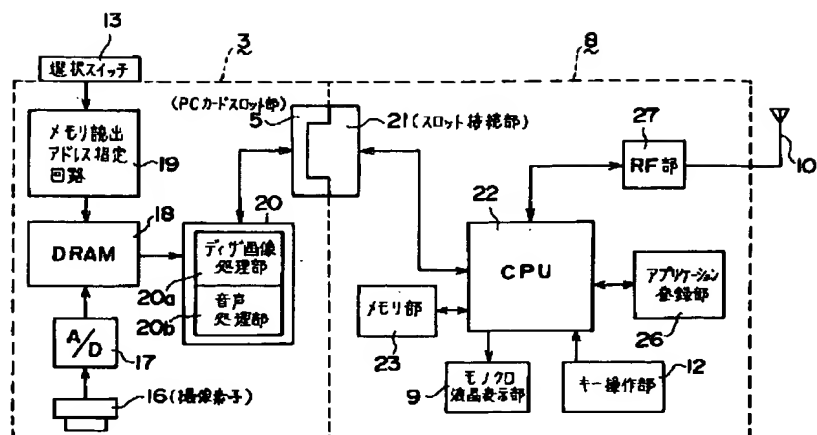 13
選状スイッチ
3
8
(PCカードスロット部)
5
21(スロット接続部)
メモリ読出
アドレス指定
回路
19
27
RF部
10
18
DRAM
20
ディザ画像
処理部
20a
音声
処理部
20b
22
CPU
アプリケーション
登録部
26
メモリ部
23
A/D
17
モノクロ
液晶表示部
9
キー操作部
12
16(撮像素子)